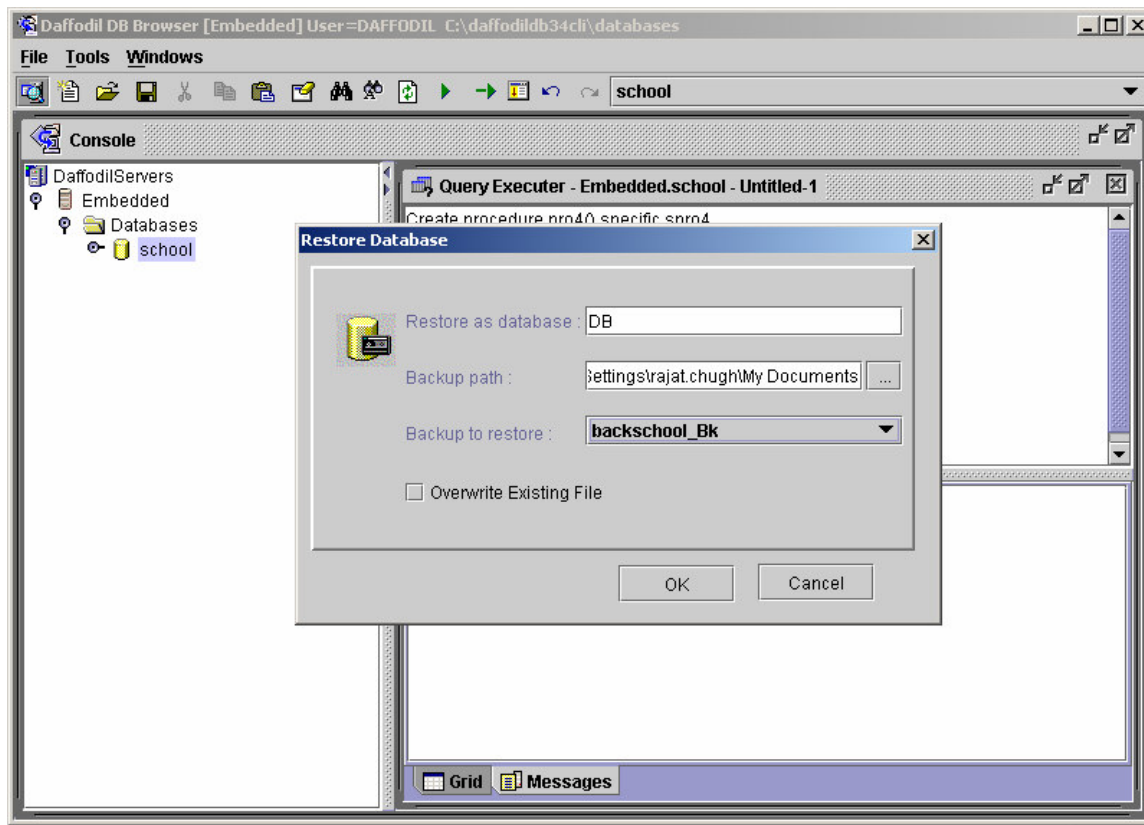 Daffodil DB Browser [Embedded] User=DAFFODIL C:\daffodildb34cli\databases
File Tools Windows
school
Console
DaffodilServers
Embedded
Databases
school
Query Executer - Embedded.school - Untitled-1
Create procedure pro40 specific spro4
Restore Database
Restore as database : DB
Backup path : Settings\rajat.chugh\My Documents ...
Backup to restore : backschool_Bk
Overwrite Existing File
OK Cancel
Grid Messages